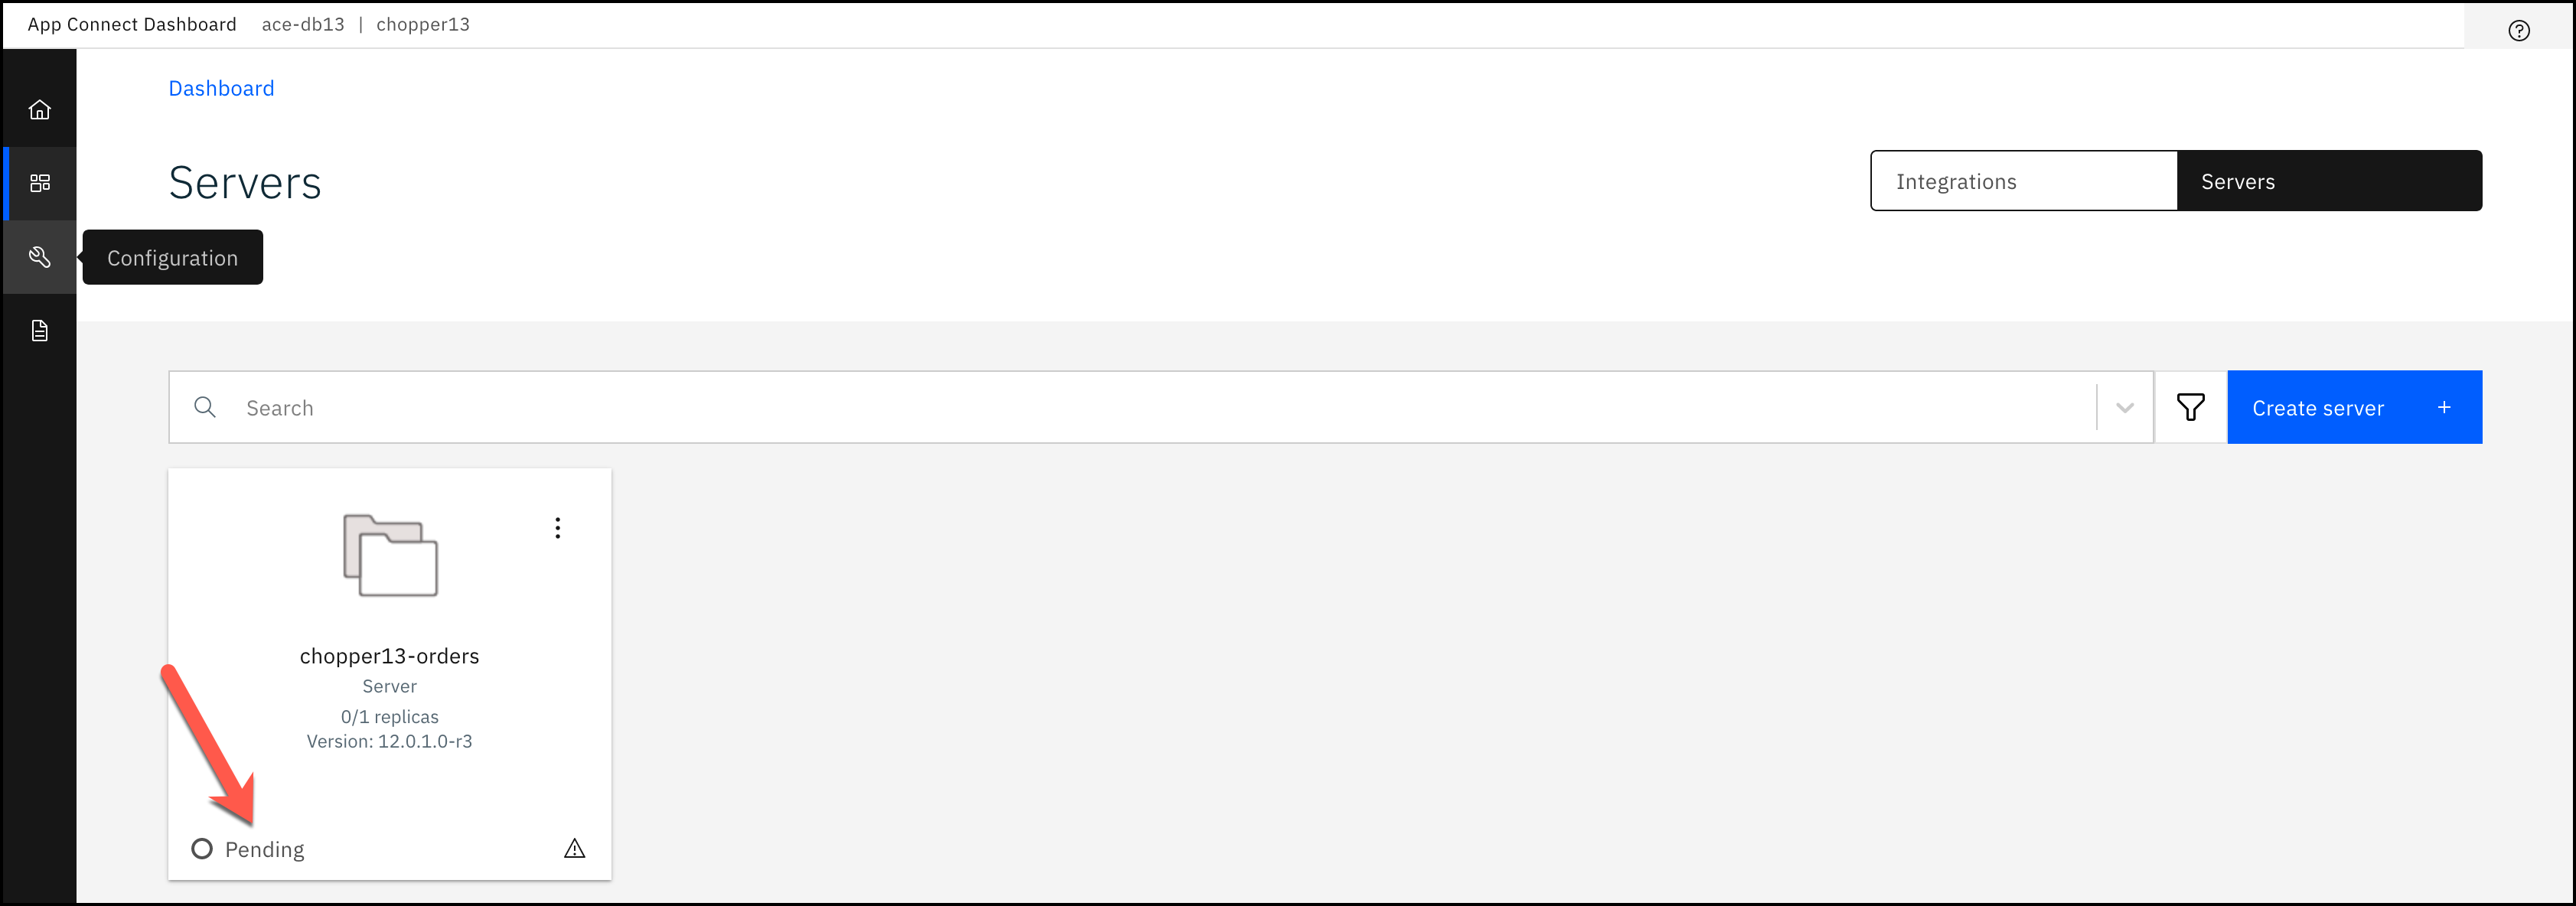 App Connect Dashboard ace-db13 | chopper13
Dashboard
Servers
Integrations
Servers
Configuration
Search
Create server +
chopper13-orders
Server
0/1 replicas
Version: 12.0.1.0-r3
Pending